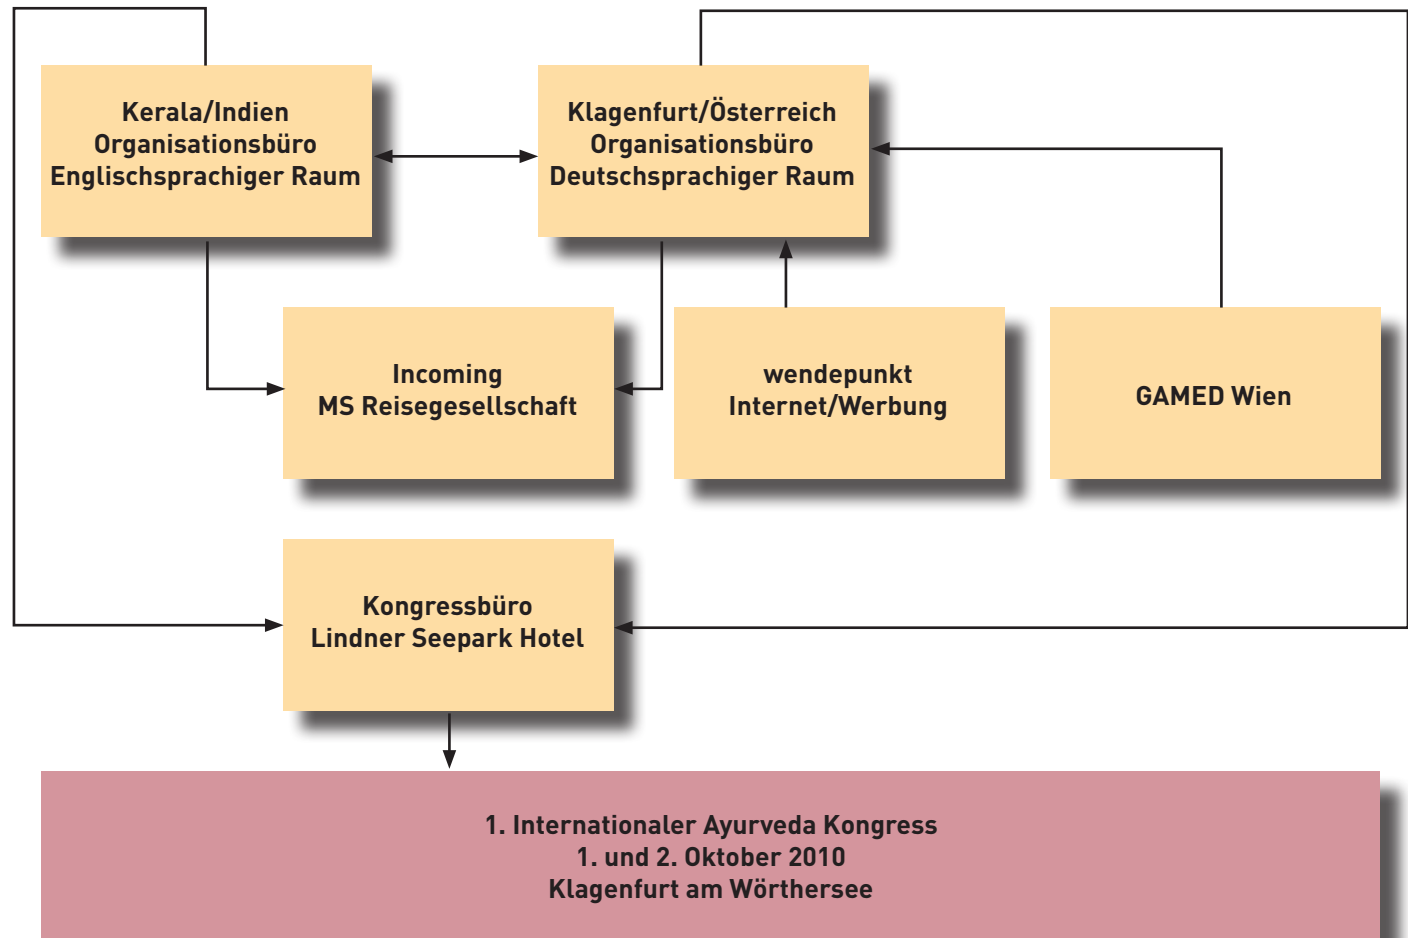 Kerala/Indien
Organisationsbüro
Englischsprachiger Raum
Klagenfurt/Österreich
Organisationsbüro
Deutschsprachiger Raum
Incoming
MS Reisegesellschaft
wendepunkt
Internet/Werbung
GAMED Wien
Kongressbüro
Lindner Seepark Hotel
1. Internationaler Ayurveda Kongress
1. und 2. Oktober 2010
Klagenfurt am Wörthersee